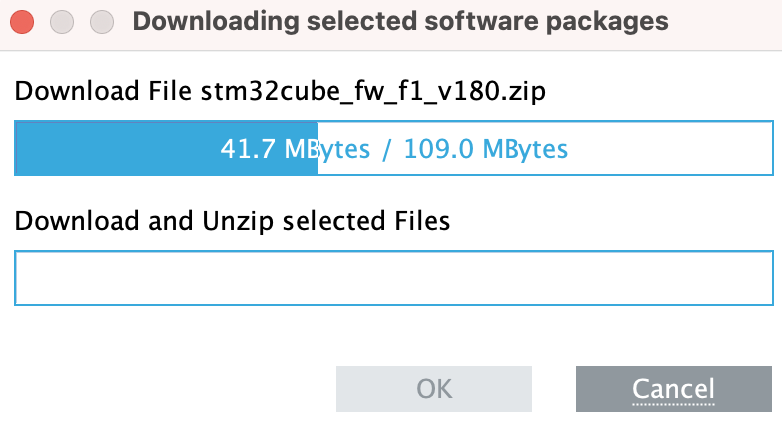 Downloading selected software packages
Download File stm32cube_fw_f1_v180.zip
41.7 MBytes / 109.0 MBytes
Download and Unzip selected Files
OK
Cancel